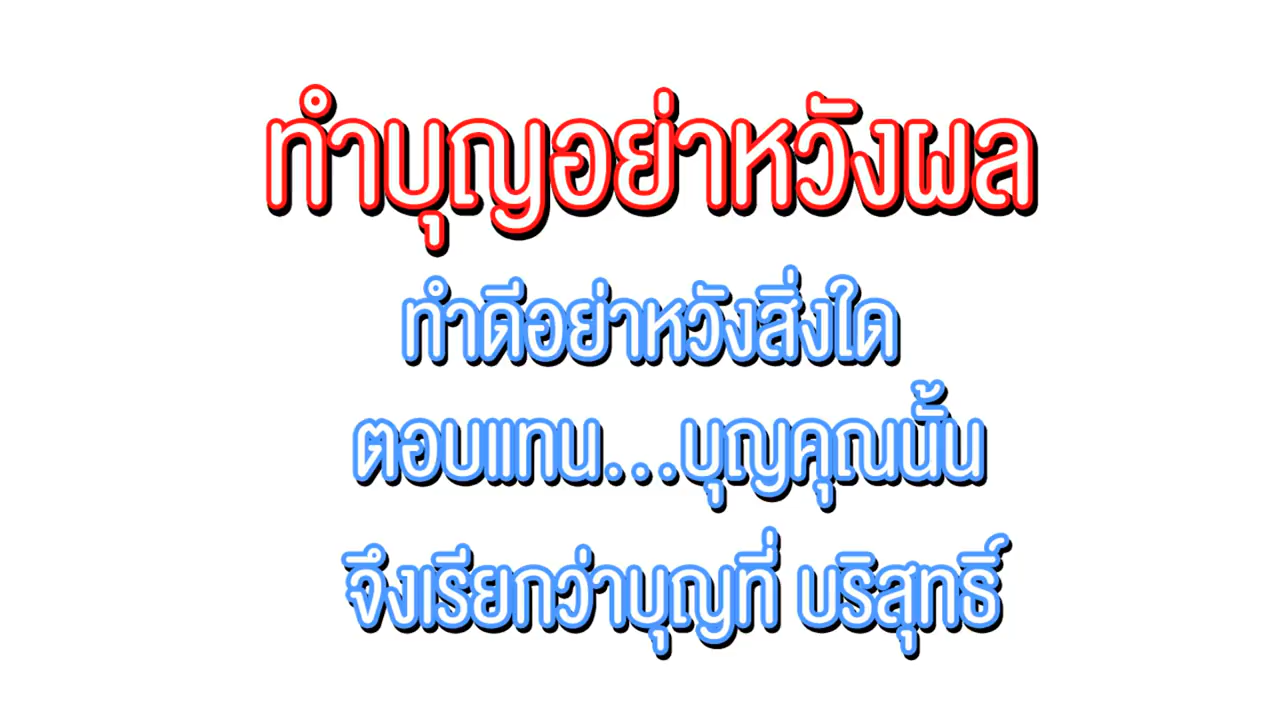 ทำบุญอย่าหวังผล
ทำดีอย่าหวังสิ่งใด
ตอบแทน...บุญคุณนั้น
จึงเรียกว่าบุญที่ บริสุทธิ์